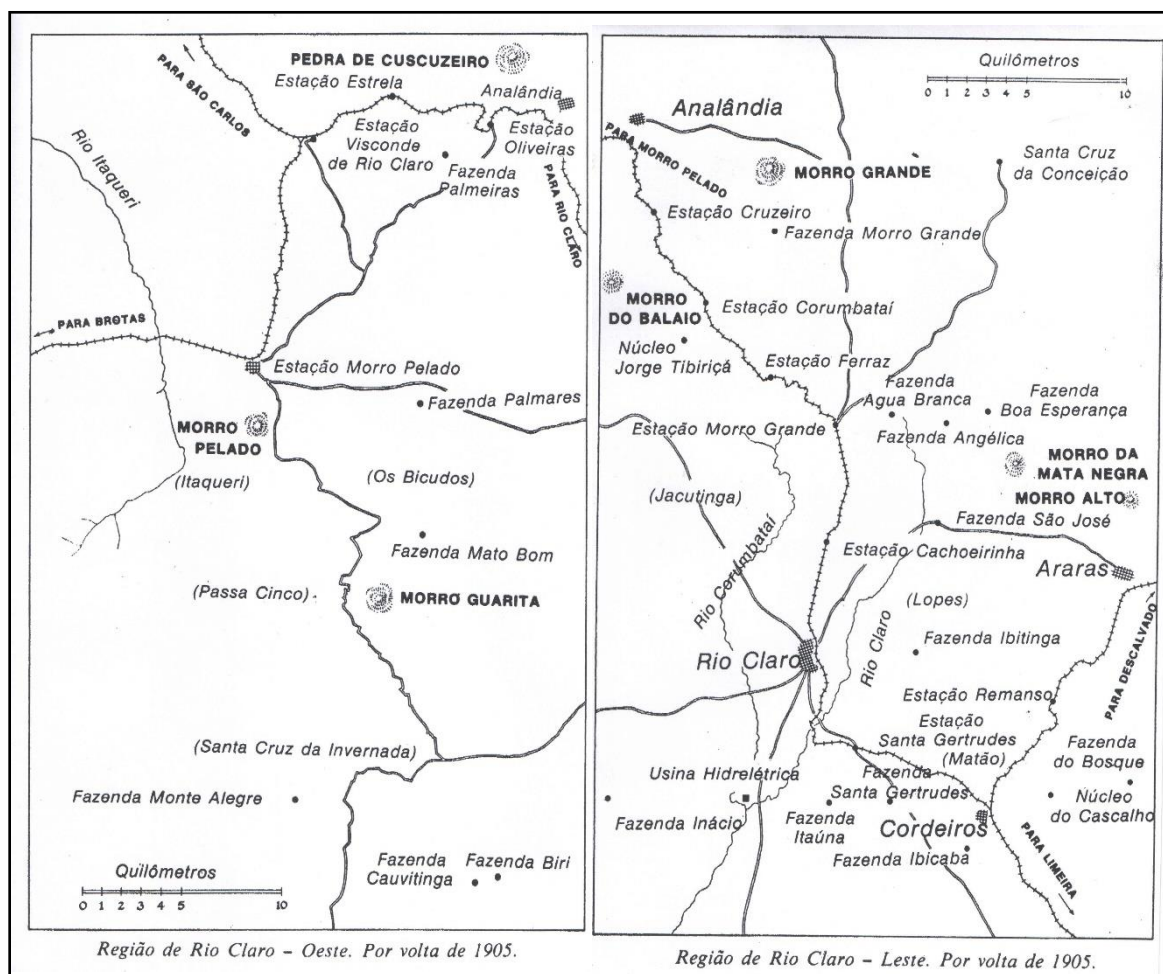 PEDRA DE CUSCUZEIRO
PARA SÃO CARLOS
Estação Estrela
Analândia
Rio Itaqueri
Estação
Visconde
de Rio Claro
Estação
Oliveiras
Fazenda
Palmeiras
PARA RIO CLARO
PARA BROTAS
Estação Morro Pelado
Fazenda Palmares
MORRO
PELADO
(Itaqueri)
(Os Bicudos)
Fazenda Mato Bom
(Passa Cinco)
MORRO GUARITA
(Santa Cruz da Invernada)
Fazenda Monte Alegre
Fazenda
Cauvitinga
Fazenda Biri
Quilômetros
0 1 2 3 4 5 10
Região de Rio Claro – Oeste. Por volta de 1905.
Quilômetros
0 1 2 3 4 5 10
Analândia
PARA MORRO PELADO
MORRO GRANDE
Santa Cruz
da Conceição
Estação Cruzeiro
Fazenda Morro Grande
MORRO
DO BALAIO
Estação Corumbataí
Núcleo
Jorge Tibiriçá
Estação Ferraz
Fazenda
Agua Branca
Fazenda
Boa Esperança
Estação Morro Grande
Fazenda Angélica
MORRO DA
MATA NEGRA
MORRO ALTO
(Jacutinga)
Fazenda São José
Rio Corumbataí
Estação Cachoeirinha
Araras
(Lopes)
Rio Claro
Rio Claro
Fazenda Ibitinga
PARA DESCALVADO
Estação Remanso
Estação
Santa Gertrudes
(Matão)
Fazenda
do Bosque
Usina Hidrelétrica
Fazenda
Santa Gertrudes
Núcleo
do Cascalho
Fazenda Inácio
Fazenda
Itaúna
Cordeiros
Fazenda Ibicaba
PARA LIMEIRA
Região de Rio Claro – Leste. Por volta de 1905.